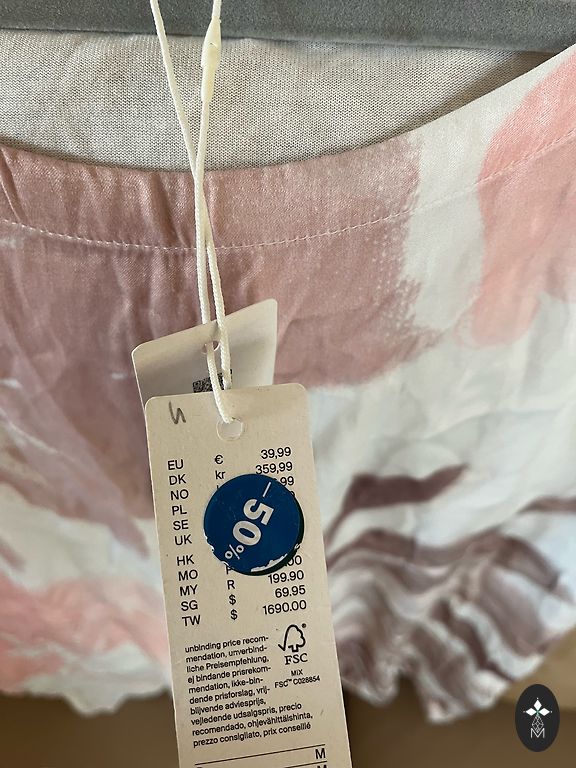 EU € 39,99
DK kr 359,99
NO
PL
SE
UK
HK
MO 199.90
MY R 69.95
SG $ 1690.00
TW $
-50%
unbinding price recom-
mendation, unverbind-
liche Preisempfehlung,
ej bindande prisrekom-
mendation, ikke-bin-
dende prisforslag, vrij-
blijvende adviesprijs,
vejledende udsalgspris, precio
recomendado, ohjevähittälshinta,
prezzo consigliato, prix conseillé
FSC
MIX
FSC™ C028854
M
M